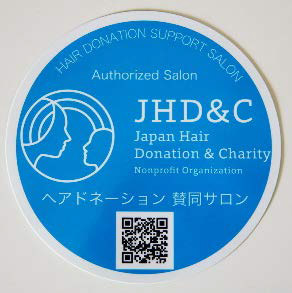 HAIR DONATION SUPPORT SALON
Authorized Salon
JHD&C
Japan Hair
Donation & Charity
Nonprofit Organization
ヘアドネーション 賛同サロン